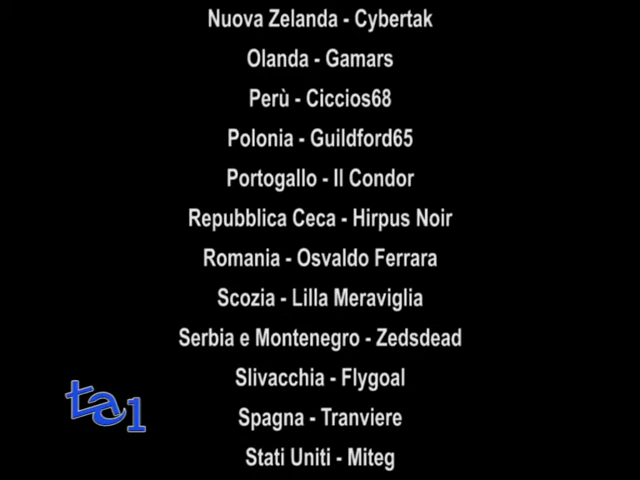 Nuova Zelanda - Cybertak
Olanda - Gamars
Perù - Ciccios68
Polonia - Guildford65
Portogallo - Il Condor
Repubblica Ceca - Hirpus Noir
Romania - Osvaldo Ferrara
Scozia - Lilla Meraviglia
Serbia e Montenegro - Zedsdead
Slivacchia - Flygoal
Spagna - Tranviere
Stati Uniti - Miteg
ta1